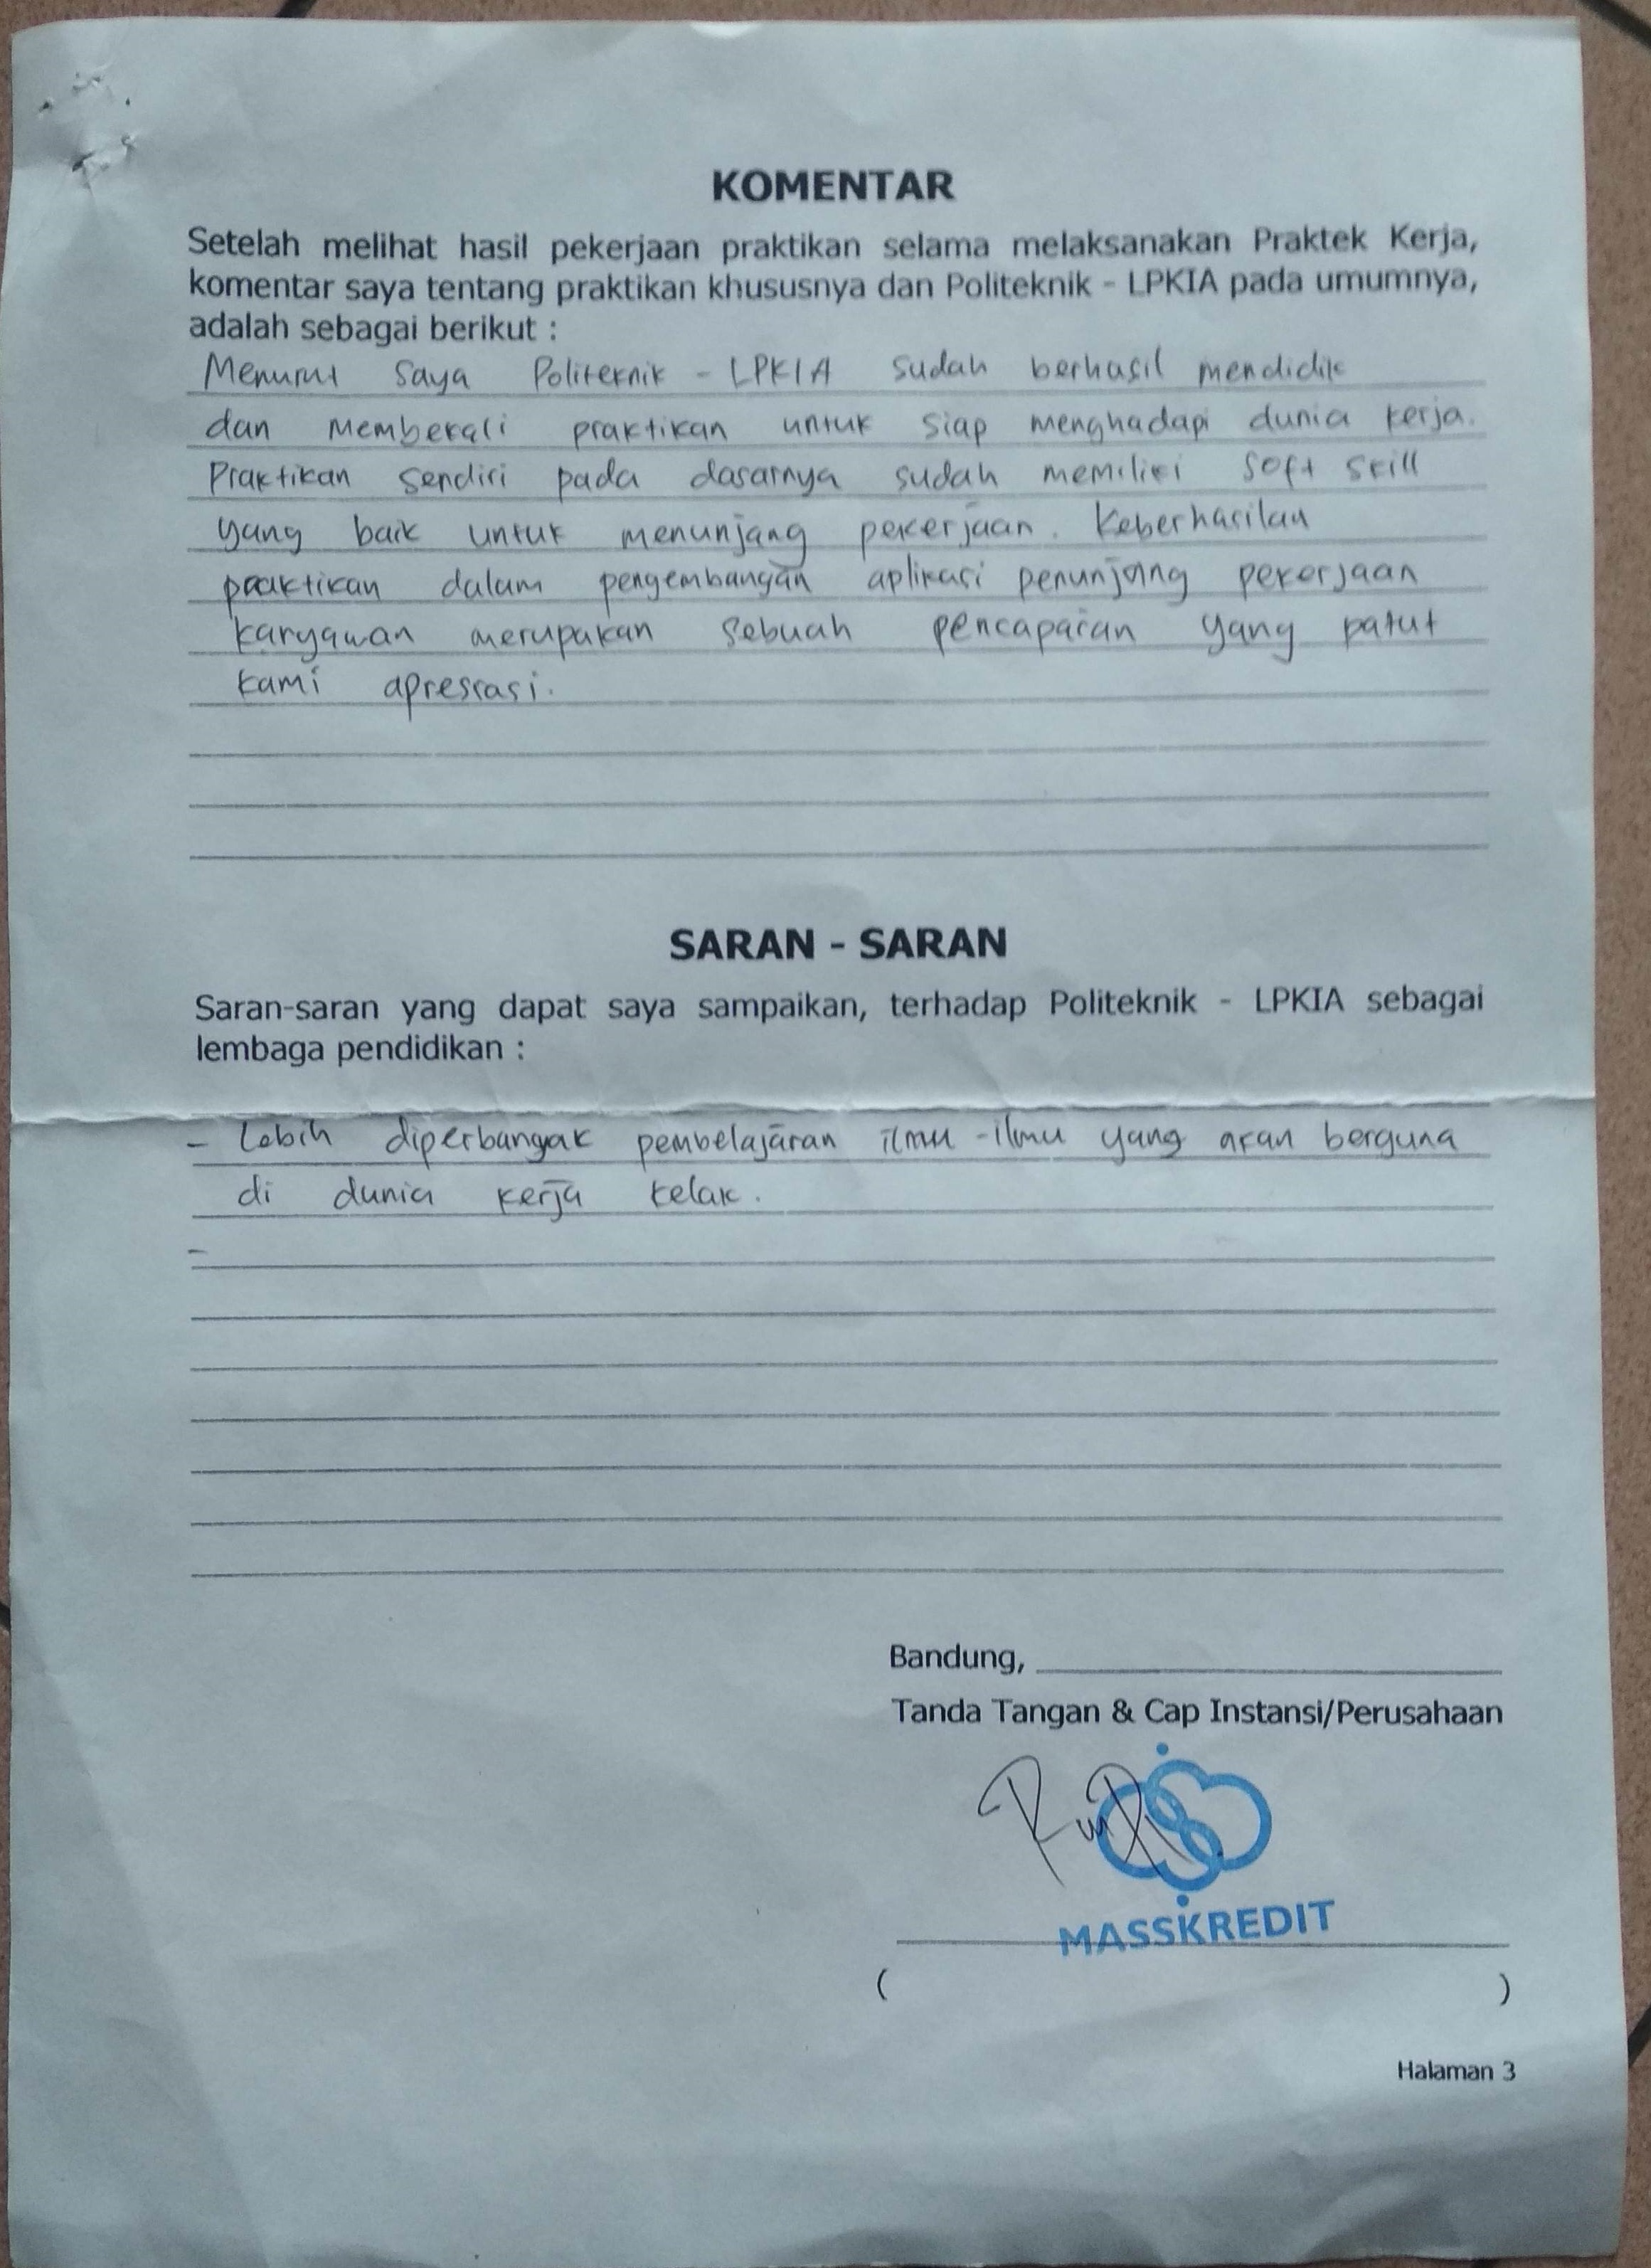 KOMENTAR
Setelah melihat hasil pekerjaan praktikan selama melaksanakan Praktek Kerja,
komentar saya tentang praktikan khususnya dan Politeknik - LPKIA pada umumnya,
adalah sebagai berikut :
Menurut Saya Politeknik - LPKIA sudah berhasil mendidik
dan Membekali praktikan untuk siap menghadapi dunia kerja.
Praktikan sendiri pada dasarnya sudah memiliki soft skill
yang baik untuk menunjang pekerjaan. Keberhasilan
praktikan dalam pengembangan aplikasi penunjang pekerjaan
karyawan merupakan sebuah pencapaian yang patut
kami apresiasi.
SARAN - SARAN
Saran-saran yang dapat saya sampaikan, terhadap Politeknik - LPKIA sebagai
lembaga pendidikan :
- Lebih diperbanyak pembelajaran ilmu-ilmu yang akan berguna
di dunia kerja kelak.
-
Bandung,
Tanda Tangan & Cap Instansi/Perusahaan
MASSKREDIT
( )
Halaman 3